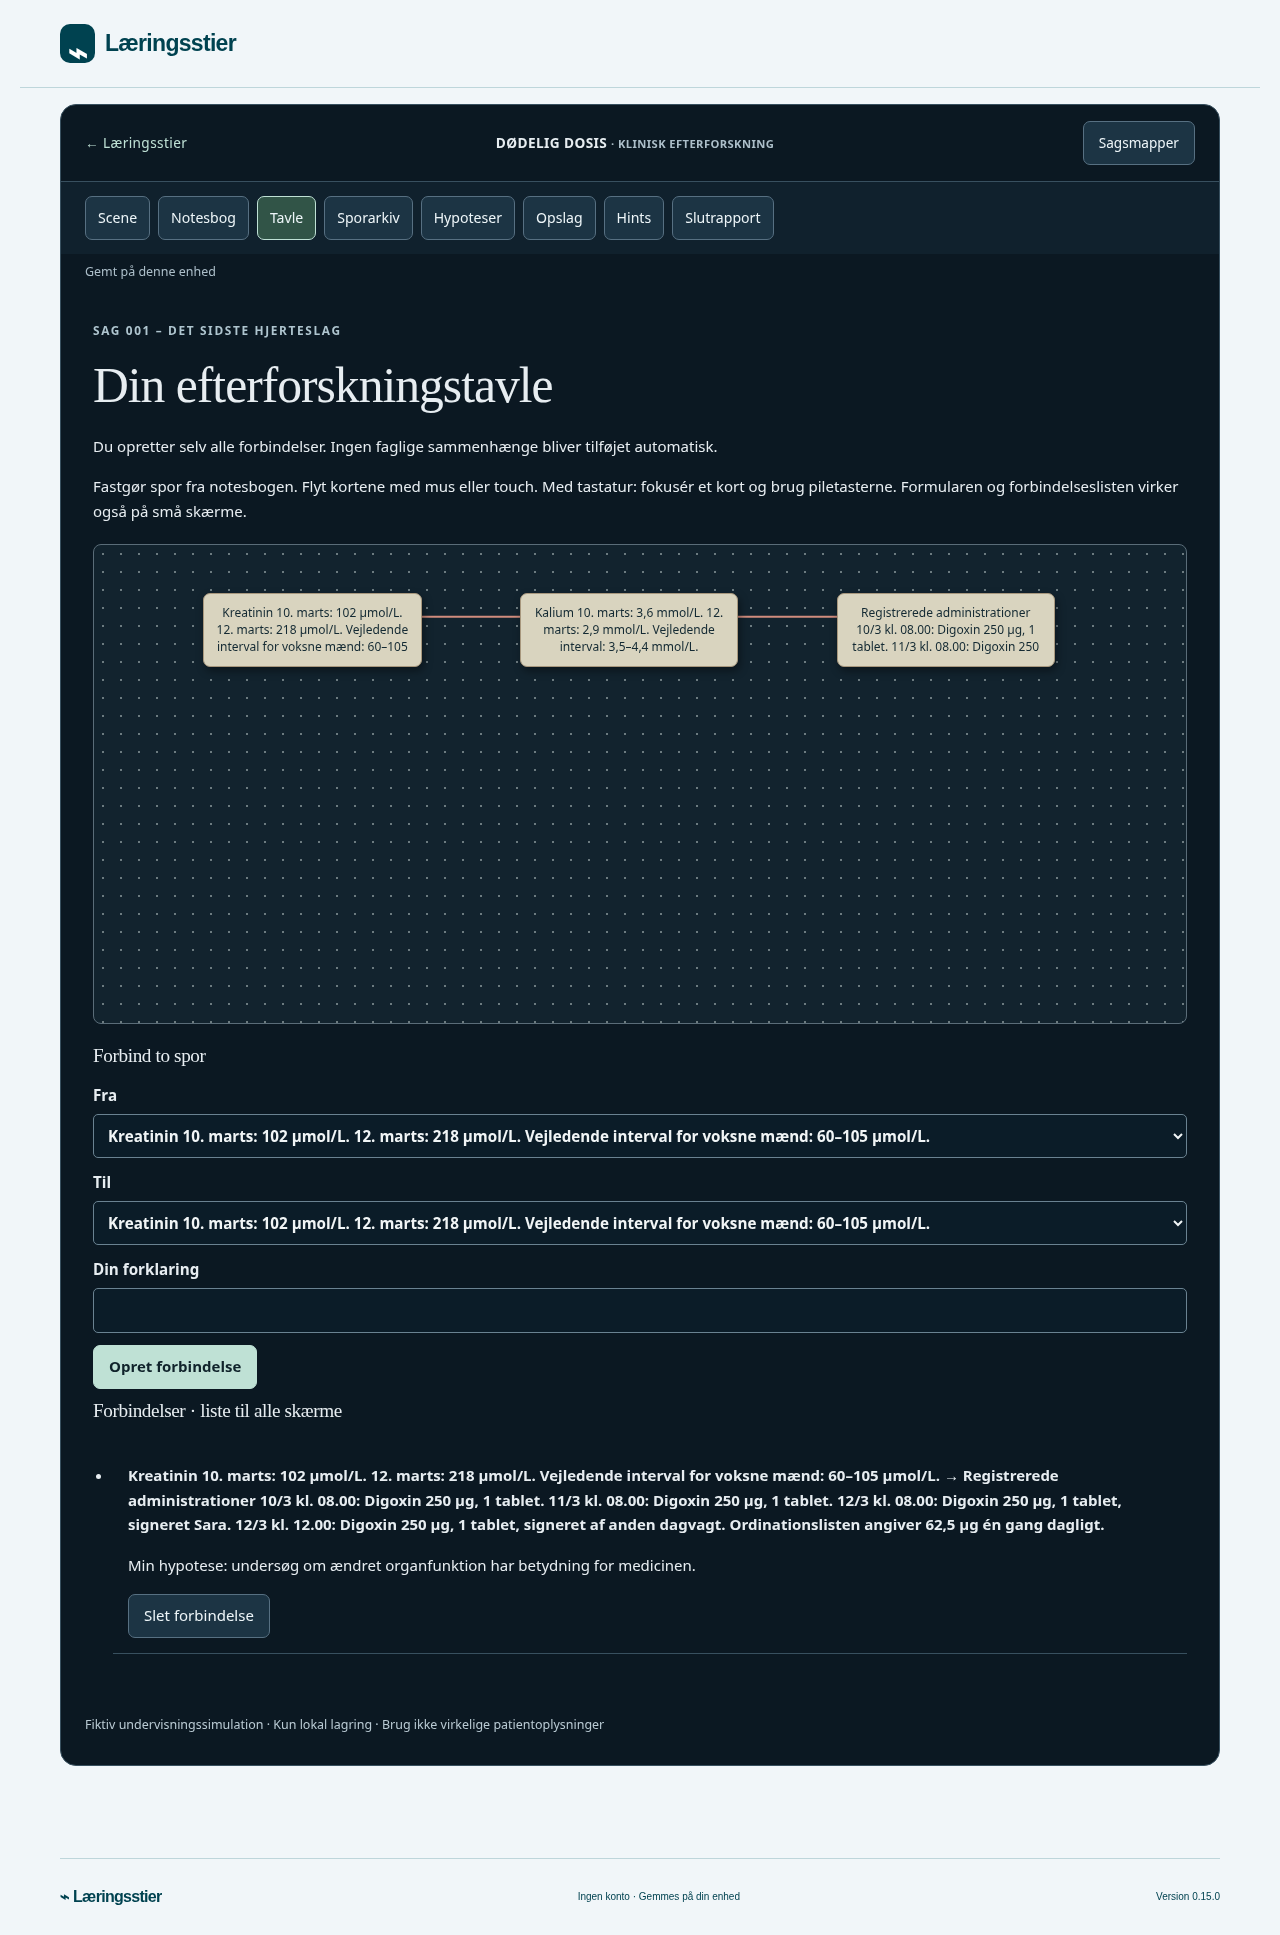 Læringsstier
← Læringsstier
DØDELIG DOSIS · KLINISK EFTERFORSKNING
Sagsmapper
Scene
Notesbog
Tavle
Sporarkiv
Hypoteser
Opslag
Hints
Slutrapport
Gemt på denne enhed
SAG 001 – DET SIDSTE HJERTESLAG
Din efterforskningstavle
Du opretter selv alle forbindelser. Ingen faglige sammenhænge bliver tilføjet automatisk.
Fastgør spor fra notesbogen. Flyt kortene med mus eller touch. Med tastatur: fokusér et kort og brug piletasterne. Formularen og forbindelseslisten virker
også på små skærme.
Kreatinin 10. marts: 102 µmol/L.
12. marts: 218 µmol/L. Vejledende
interval for voksne mænd: 60–105
Kalium 10. marts: 3,6 mmol/L. 12.
marts: 2,9 mmol/L. Vejledende
interval: 3,5–4,4 mmol/L.
Registrerede administrationer
10/3 kl. 08.00: Digoxin 250 µg, 1
tablet. 11/3 kl. 08.00: Digoxin 250
Forbind to spor
Fra
Kreatinin 10. marts: 102 µmol/L. 12. marts: 218 µmol/L. Vejledende interval for voksne mænd: 60–105 µmol/L.
Til
Kreatinin 10. marts: 102 µmol/L. 12. marts: 218 µmol/L. Vejledende interval for voksne mænd: 60–105 µmol/L.
Din forklaring
Opret forbindelse
Forbindelser · liste til alle skærme
• Kreatinin 10. marts: 102 µmol/L. 12. marts: 218 µmol/L. Vejledende interval for voksne mænd: 60–105 µmol/L. → Registrerede
administrationer 10/3 kl. 08.00: Digoxin 250 µg, 1 tablet. 11/3 kl. 08.00: Digoxin 250 µg, 1 tablet. 12/3 kl. 08.00: Digoxin 250 µg, 1 tablet,
signeret Sara. 12/3 kl. 12.00: Digoxin 250 µg, 1 tablet, signeret af anden dagvagt. Ordinationslisten angiver 62,5 µg én gang dagligt.
Min hypotese: undersøg om ændret organfunktion har betydning for medicinen.
Slet forbindelse
Fiktiv undervisningssimulation · Kun lokal lagring · Brug ikke virkelige patientoplysninger
Læringsstier
Ingen konto · Gemmes på din enhed
Version 0.15.0